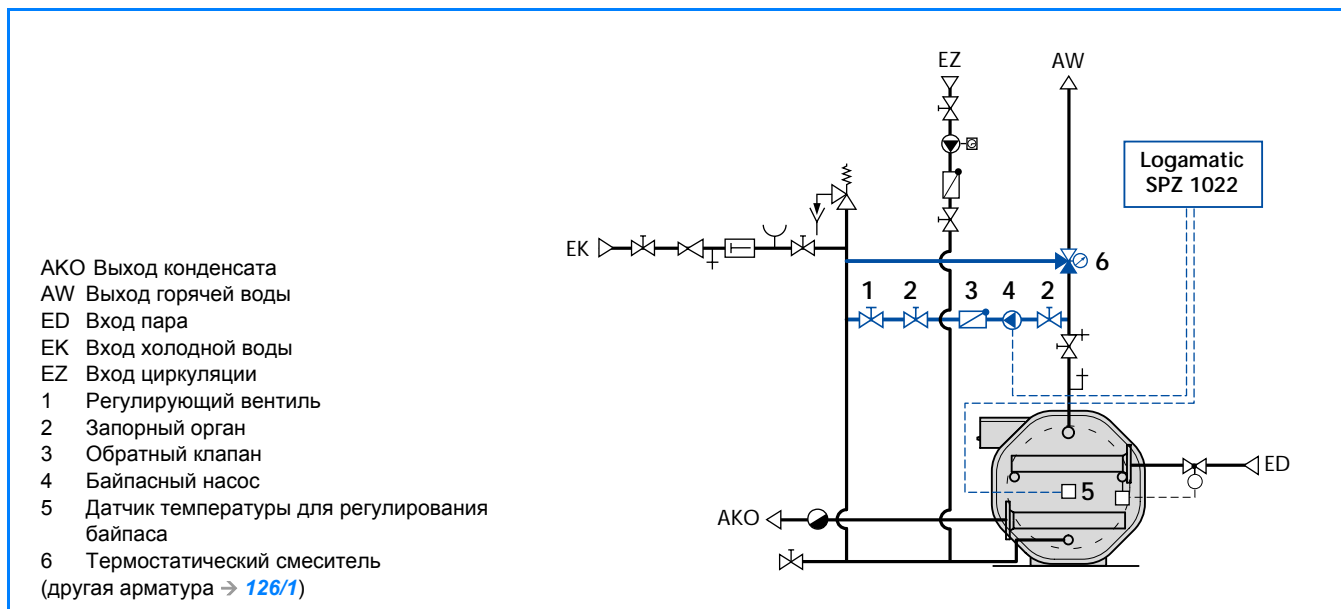 EZ
AW
Logamatic
SPZ 1022
EK
6
1
2
3
4
2
AKO Выход конденсата
AW Выход горячей воды
ED Вход пара
EK Вход холодной воды
EZ Вход циркуляции
1 Регулирующий вентиль
2 Запорный орган
3 Обратный клапан
4 Байпасный насос
5 Датчик температуры для регулирования
байпаса
6 Термостатический смеситель
(другая арматура → 126/1)
ED
5
AKO